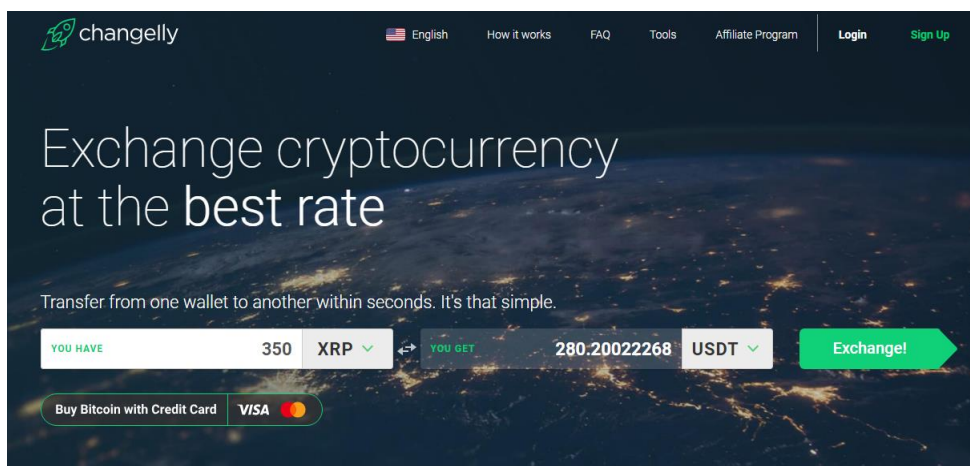 changelly
English How it works FAQ Tools Affiliate Program Login Sign Up
Exchange cryptocurrency
at the best rate
Transfer from one wallet to another within seconds. It's that simple.
YOU HAVE 350 XRP YOU GET 280.20022268 USDT Exchange!
Buy Bitcoin with Credit Card VISA